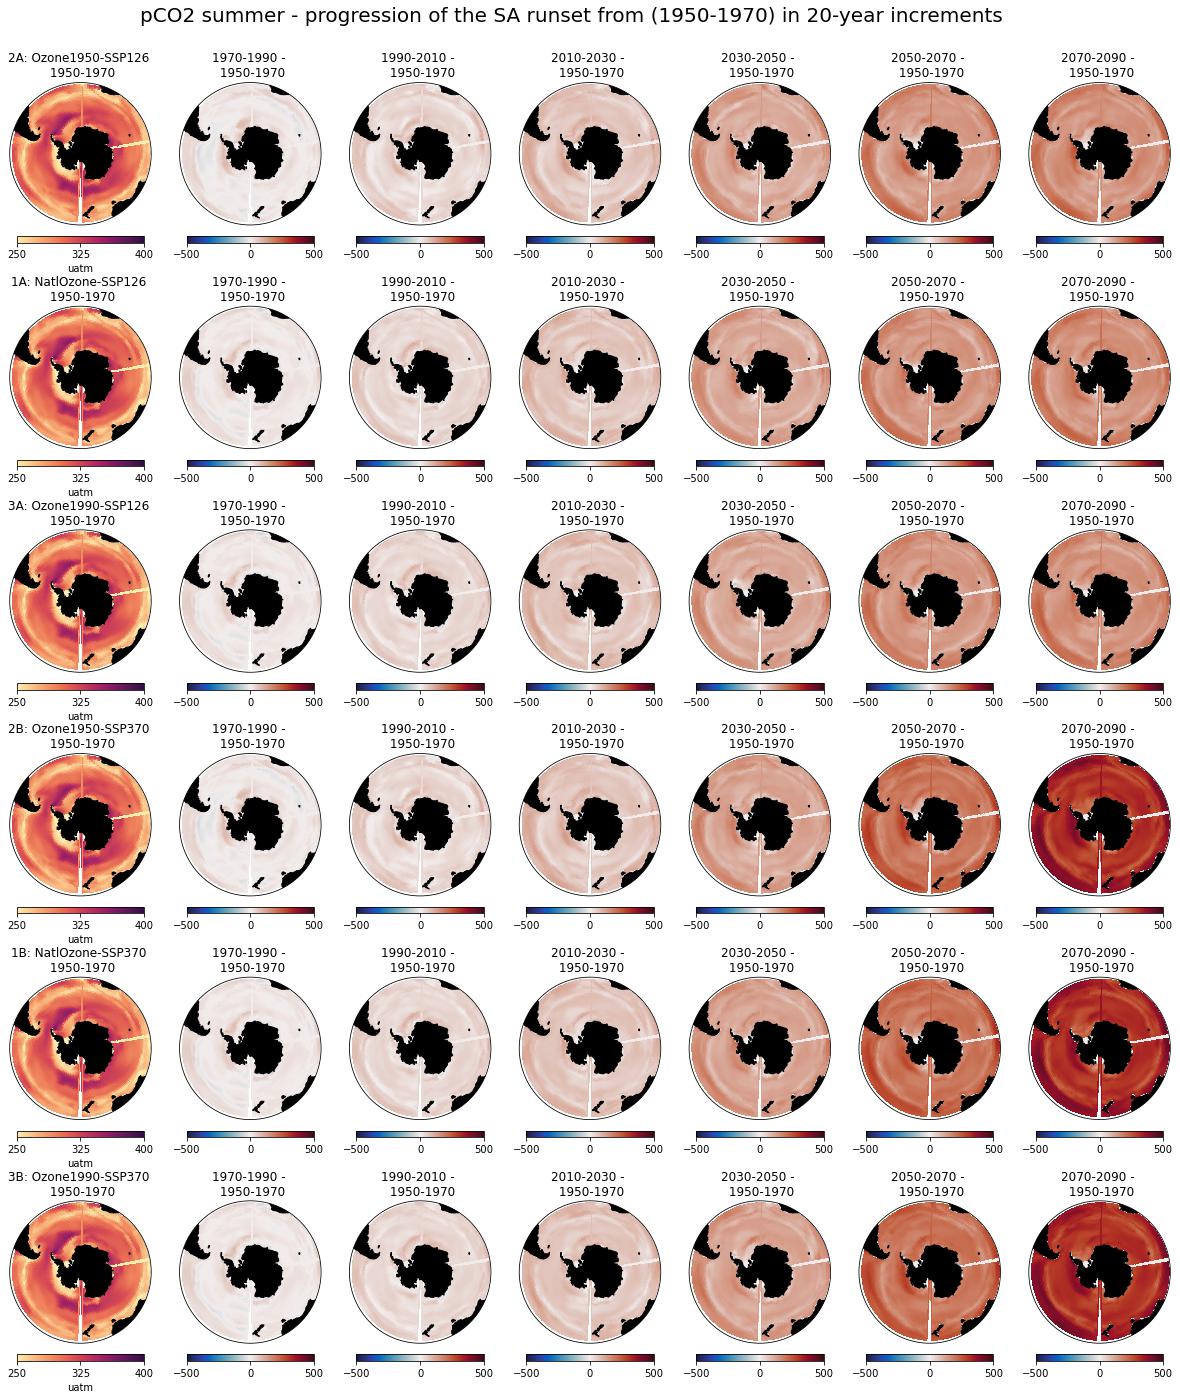 pCO2 summer - progression of the SA runset from (1950-1970) in 20-year increments
2A: Ozone1950-SSP126 1970-1990 - 1990-2010 - 2010-2030 - 2030-2050 - 2050-2070 - 2070-2090 -
1950-1970 1950-1970 1950-1970 1950-1970 1950-1970 1950-1970 1950-1970
250 325 400 −500 0 500 −500 0 500 −500 0 500 −500 0 500 −500 0 500 −500 0 500
uatm
1A: NatlOzone-SSP126 1970-1990 - 1990-2010 - 2010-2030 - 2030-2050 - 2050-2070 - 2070-2090 -
1950-1970 1950-1970 1950-1970 1950-1970 1950-1970 1950-1970 1950-1970
250 325 400 −500 0 500 −500 0 500 −500 0 500 −500 0 500 −500 0 500 −500 0 500
uatm
3A: Ozone1990-SSP126 1970-1990 - 1990-2010 - 2010-2030 - 2030-2050 - 2050-2070 - 2070-2090 -
1950-1970 1950-1970 1950-1970 1950-1970 1950-1970 1950-1970 1950-1970
250 325 400 −500 0 500 −500 0 500 −500 0 500 −500 0 500 −500 0 500 −500 0 500
uatm
2B: Ozone1950-SSP370 1970-1990 - 1990-2010 - 2010-2030 - 2030-2050 - 2050-2070 - 2070-2090 -
1950-1970 1950-1970 1950-1970 1950-1970 1950-1970 1950-1970 1950-1970
250 325 400 −500 0 500 −500 0 500 −500 0 500 −500 0 500 −500 0 500 −500 0 500
uatm
1B: NatlOzone-SSP370 1970-1990 - 1990-2010 - 2010-2030 - 2030-2050 - 2050-2070 - 2070-2090 -
1950-1970 1950-1970 1950-1970 1950-1970 1950-1970 1950-1970 1950-1970
250 325 400 −500 0 500 −500 0 500 −500 0 500 −500 0 500 −500 0 500 −500 0 500
uatm
3B: Ozone1990-SSP370 1970-1990 - 1990-2010 - 2010-2030 - 2030-2050 - 2050-2070 - 2070-2090 -
1950-1970 1950-1970 1950-1970 1950-1970 1950-1970 1950-1970 1950-1970
250 325 400 −500 0 500 −500 0 500 −500 0 500 −500 0 500 −500 0 500 −500 0 500
uatm